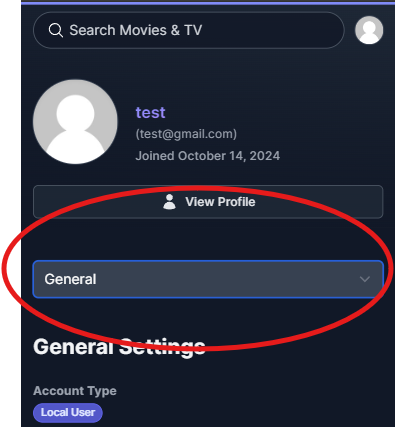 Search Movies & TV
test
(test@gmail.com)
Joined October 14, 2024
View Profile
General
General Settings
Account Type
Local User